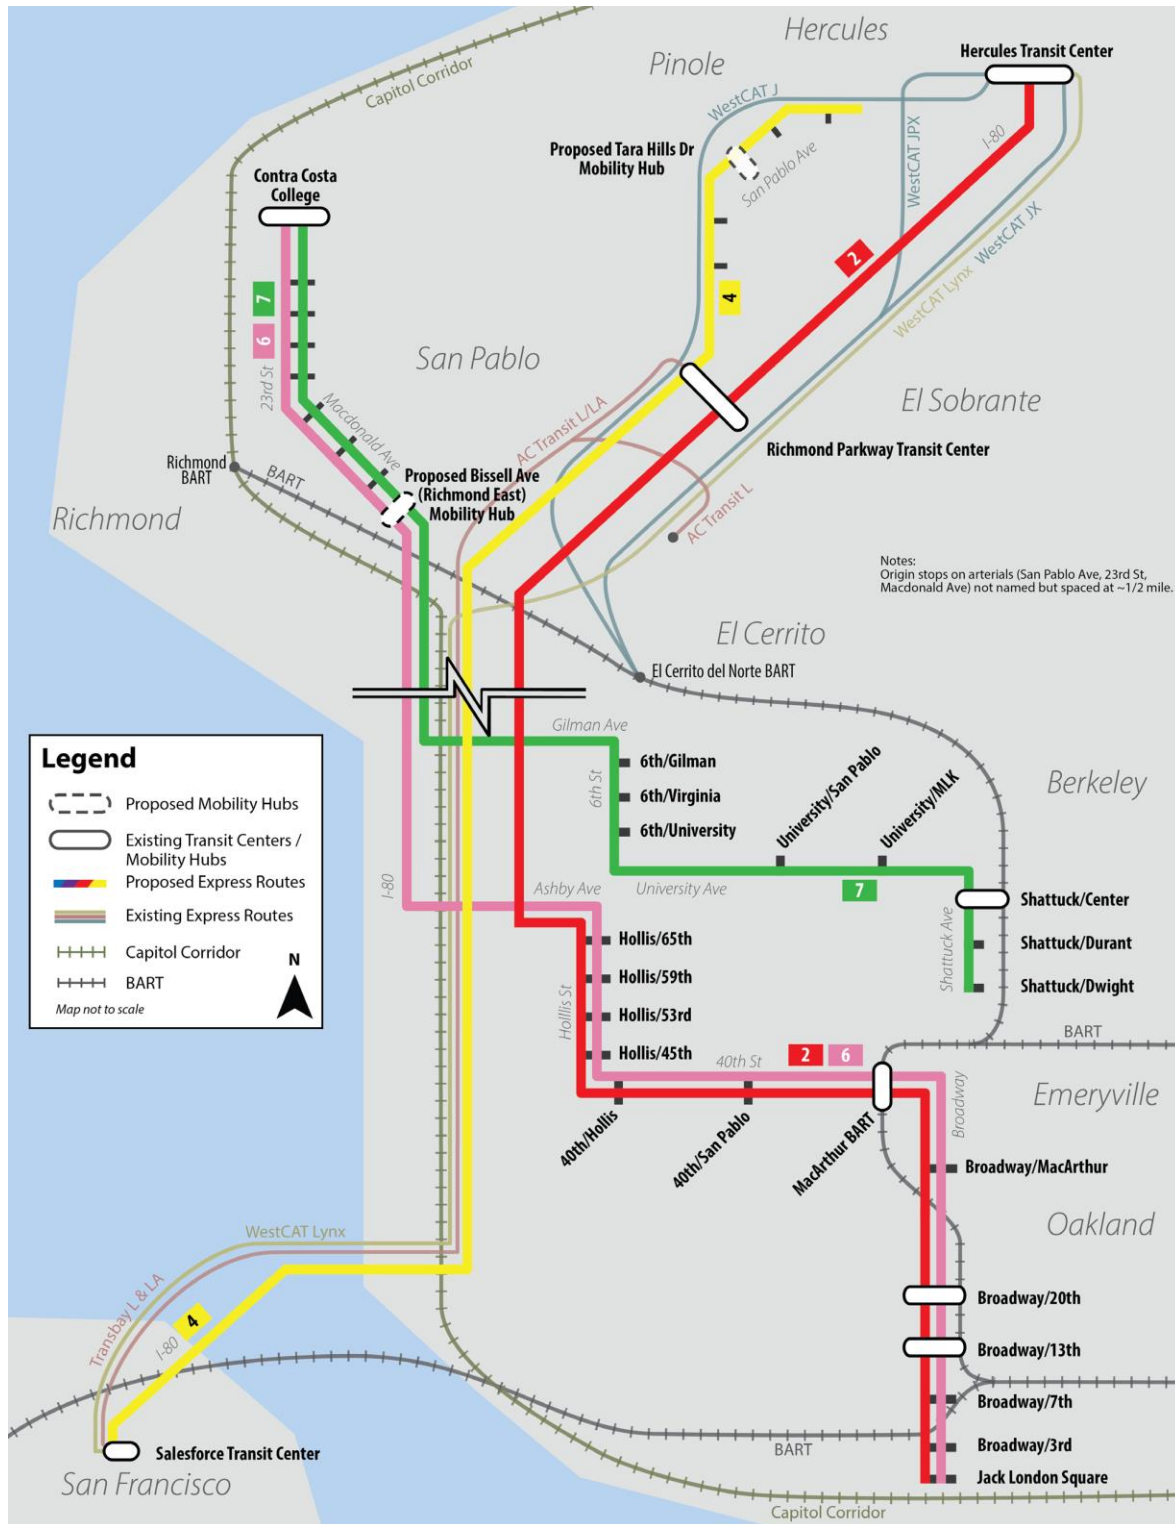 Hercules
Pinole
Hercules Transit Center
Capitol Corridor
WestCAT J
I-80
Proposed Tara Hills Dr
Mobility Hub
San Pablo Ave
WestCAT JPX
Contra Costa
College
2
WestCAT JX
7
4
6
WestCAT Lynx
23rd St
San Pablo
Macdonald Ave
El Sobrante
AC Transit L/LA
Richmond Parkway Transit Center
Richmond
BART
BART
Proposed Bissell Ave
(Richmond East)
Mobility Hub
AC Transit L
Richmond
Notes:
Origin stops on arterials (San Pablo Ave, 23rd St,
Macdonald Ave) not named but spaced at ~1/2 mile.
El Cerrito
El Cerrito del Norte BART
Gilman Ave
Legend
Proposed Mobility Hubs
Existing Transit Centers /
Mobility Hubs
Proposed Express Routes
Existing Express Routes
Capitol Corridor
BART
Map not to scale
N
6th St
6th/Gilman
6th/Virginia
6th/University
University/San Pablo
University/MLK
Berkeley
I-80
Ashby Ave
University Ave
7
Shattuck/Center
Shattuck Ave
Shattuck/Durant
Shattuck/Dwight
Hollis/65th
Hollis/59th
Holllis St
Hollis/53rd
Hollis/45th
BART
40th St
2
6
Emeryville
40th/Hollis
40th/San Pablo
MacArthur BART
Broadway
Broadway/MacArthur
Oakland
WestCAT Lynx
Transbay L & LA
4
I-80
Broadway/20th
Broadway/13th
Broadway/7th
Broadway/3rd
Jack London Square
BART
Salesforce Transit Center
San Francisco
Capitol Corridor